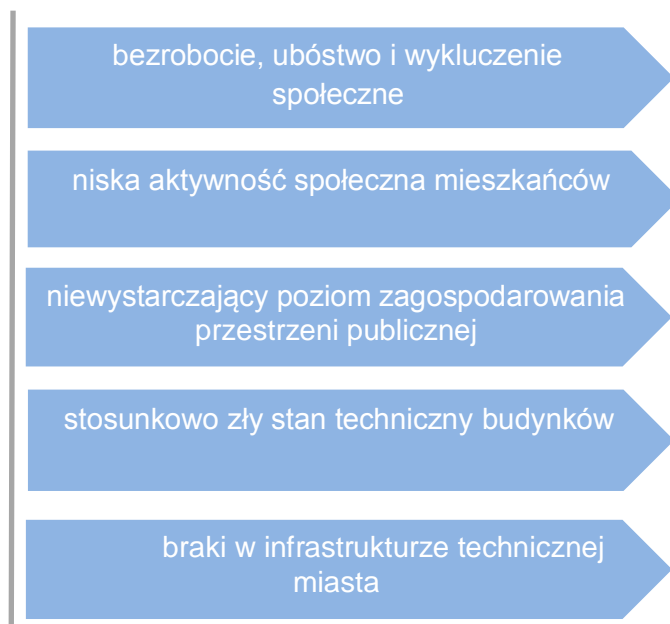 bezrobocie, ubóstwo i wykluczenie
społeczne
niska aktywność społeczna mieszkańców
niewystarczający poziom zagospodarowania
przestrzeni publicznej
stosunkowo zły stan techniczny budynków
braki w infrastrukturze technicznej
miasta